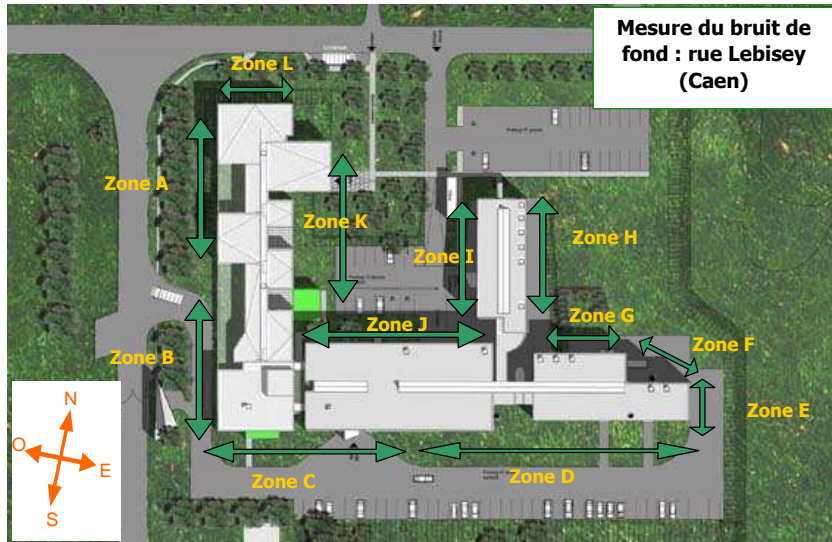 Mesure du bruit de
fond : rue Lebisey
(Caen)
Zone L
Zone A
Zone K
Zone I
Zone H
Zone G
Zone J
Zone F
Zone B
Zone E
Zone C
Zone D
N
O
E
S